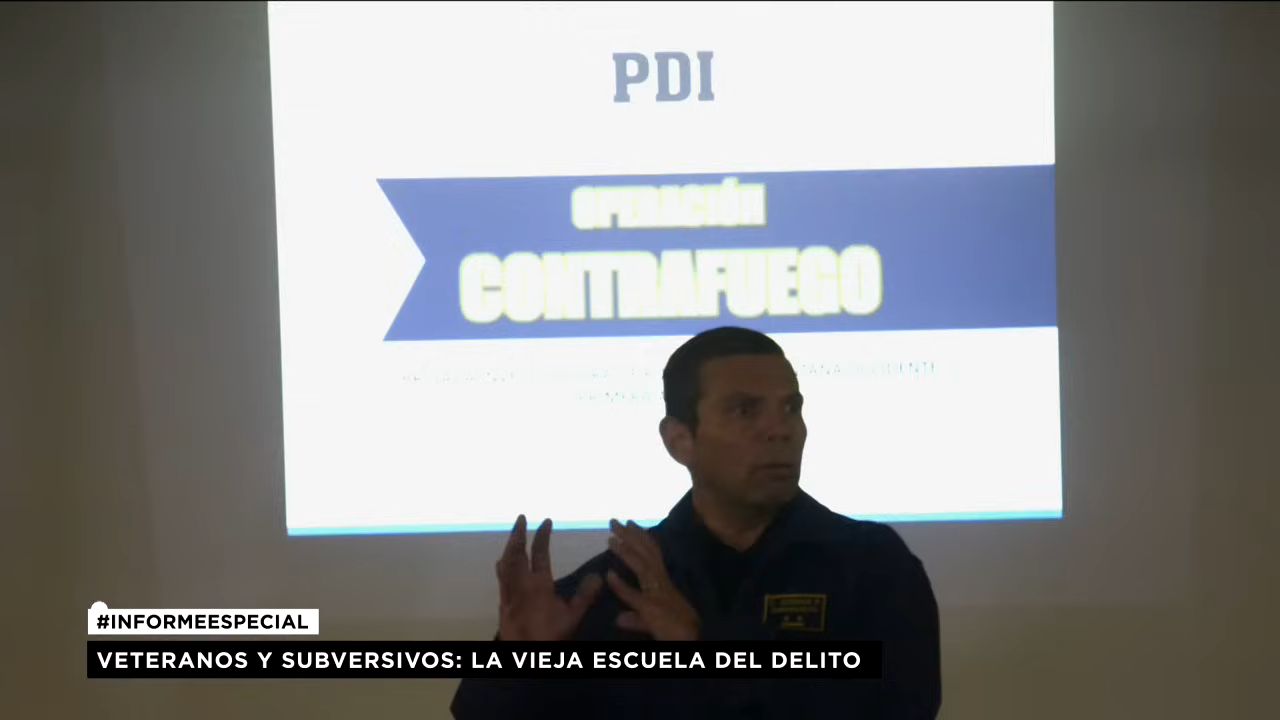 PDI
OPERACIÓN
CONTRAFUEGO
#INFORMEESPECIAL
VETERANOS Y SUBVERSIVOS: LA VIEJA ESCUELA DEL DELITO